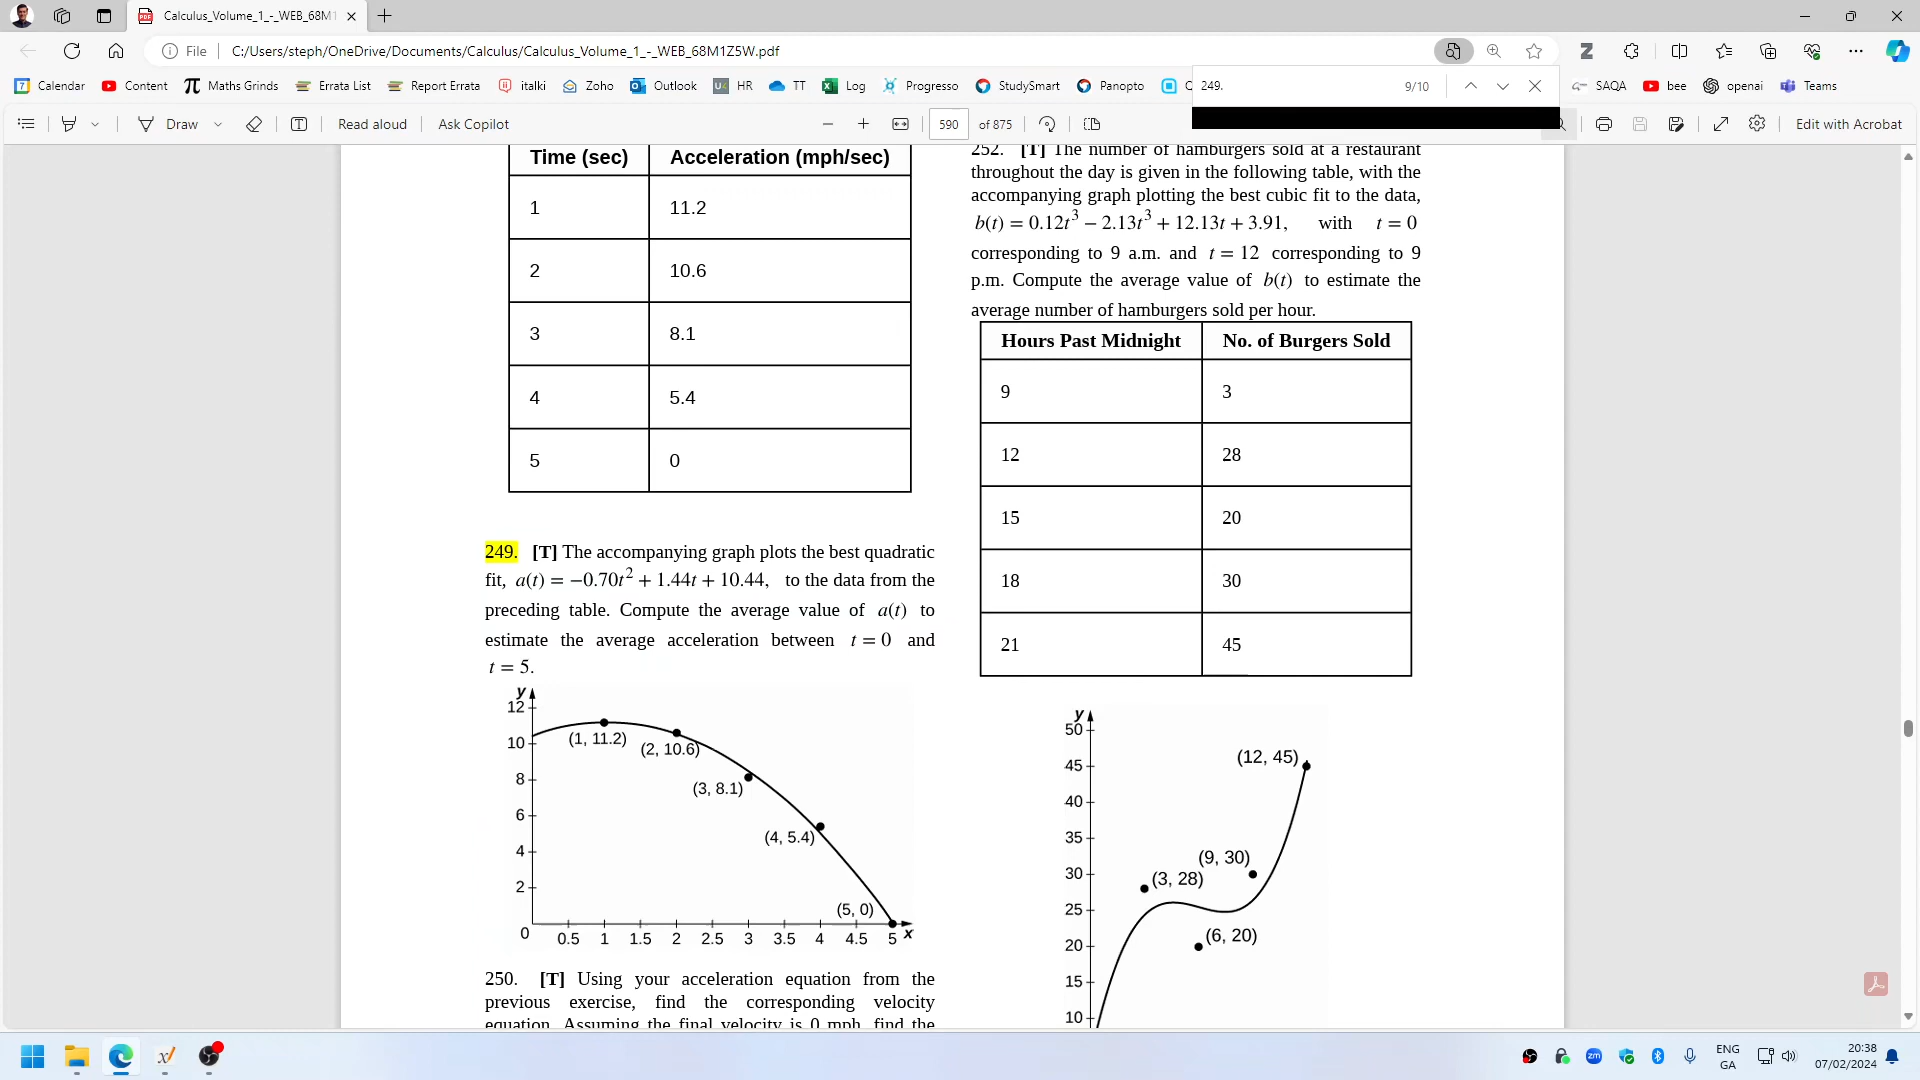 Calculus_Volume_1_-_WEB_68M1
File
C:/Users/steph/OneDrive/Documents/Calculus/Calculus_Volume_1_-_WEB_68M1Z5W.pdf
Calendar
Content
Maths Grinds
Errata List
Report Errata
italki
Zoho
Outlook
HR
TT
Log
Progresso
StudySmart
Panopto
249.
9/10
SAQA
bee
openai
Teams
Draw
Read aloud
Ask Copilot
590 of 875
Edit with Acrobat
Time (sec) Acceleration (mph/sec)
1 11.2
2 10.6
3 8.1
4 5.4
5 0
249. [T] The accompanying graph plots the best quadratic
fit, a(t) = −0.70t² + 1.44t + 10.44, to the data from the
preceding table. Compute the average value of a(t) to
estimate the average acceleration between t = 0 and
t = 5.
y
12
10
8
6
4
2
0
0.5 1 1.5 2 2.5 3 3.5 4 4.5 5 x
(1, 11.2)
(2, 10.6)
(3, 8.1)
(4, 5.4)
(5, 0)
250. [T] Using your acceleration equation from the
previous exercise, find the corresponding velocity
equation. Assuming the final velocity is 0 mph, find the
252. [T] The number of hamburgers sold at a restaurant
throughout the day is given in the following table, with the
accompanying graph plotting the best cubic fit to the data,
b(t) = 0.12t³ − 2.13t³ + 12.13t + 3.91, with t = 0
corresponding to 9 a.m. and t = 12 corresponding to 9
p.m. Compute the average value of b(t) to estimate the
average number of hamburgers sold per hour.
Hours Past Midnight No. of Burgers Sold
9 3
12 28
15 20
18 30
21 45
y
50
45
40
35
30
25
20
15
10
(12, 45)
(9, 30)
(3, 28)
(6, 20)
ENG
GA
20:38
07/02/2024